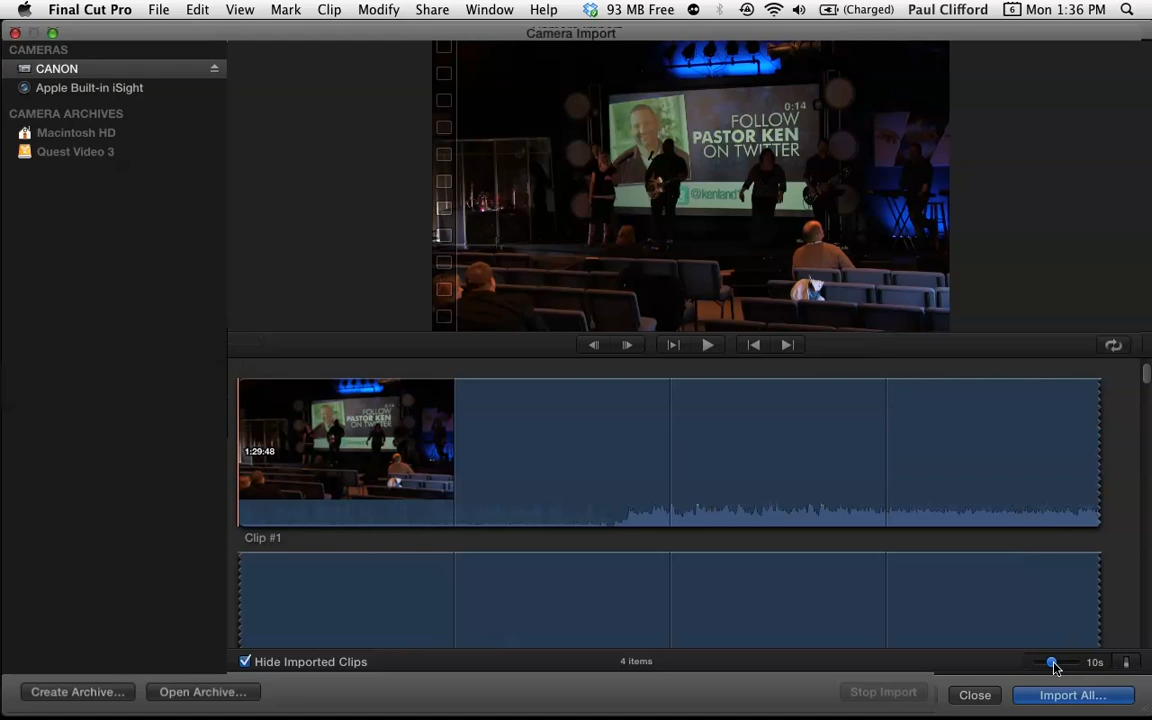 Final Cut Pro File Edit View Mark Clip Modify Share Window Help 93 MB Free (Charged) Paul Clifford 6 Mon 1:36 PM
Camera Import
CAMERAS
CANON
Apple Built-in iSight
CAMERA ARCHIVES
Macintosh HD
Quest Video 3
0:14
FOLLOW
PASTOR KEN
ON TWITTER
1:29:48
Clip #1
Hide Imported Clips
4 items
10s
Create Archive...
Open Archive...
Stop Import
Close
Import All...